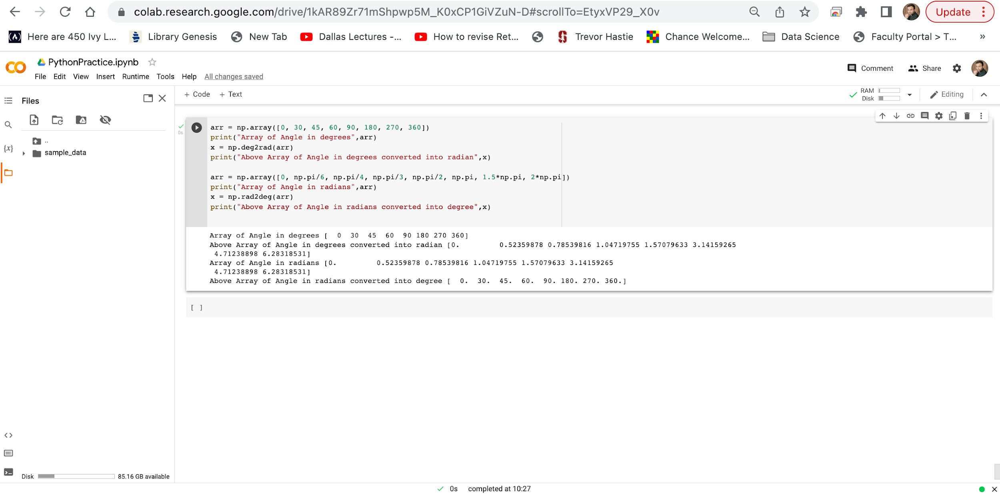 colab.research.google.com/drive/1kAR89Zr71mShpwp5M_K0xCP1GiVZuN-D#scrollTo=EtyxVP29_X0v
Update
Here are 450 Ivy L...
Library Genesis
New Tab
Dallas Lectures -...
How to revise Ret...
Trevor Hastie
Chance Welcome...
Data Science
Faculty Portal > T...
»
CO
PythonPractice.ipynb
Comment
Share
File Edit View Insert Runtime Tools Help All changes saved
Files
+ Code + Text
RAM
Disk
Editing
..
sample_data
{x}
0s
arr = np.array([0, 30, 45, 60, 90, 180, 270, 360])
print("Array of Angle in degrees",arr)
x = np.deg2rad(arr)
print("Above Array of Angle in degrees converted into radian",x)
arr = np.array([0, np.pi/6, np.pi/4, np.pi/3, np.pi/2, np.pi, 1.5*np.pi, 2*np.pi])
print("Array of Angle in radians",arr)
x = np.rad2deg(arr)
print("Above Array of Angle in radians converted into degree",x)
Array of Angle in degrees [  0  30  45  60  90 180 270 360]
Above Array of Angle in degrees converted into radian [0.         0.52359878 0.78539816 1.04719755 1.57079633 3.14159265
 4.71238898 6.28318531]
Array of Angle in radians [0.         0.52359878 0.78539816 1.04719755 1.57079633 3.14159265
 4.71238898 6.28318531]
Above Array of Angle in radians converted into degree [  0.  30.  45.  60.  90. 180. 270. 360.]
[ ]
Disk 85.16 GB available
0s completed at 10:27